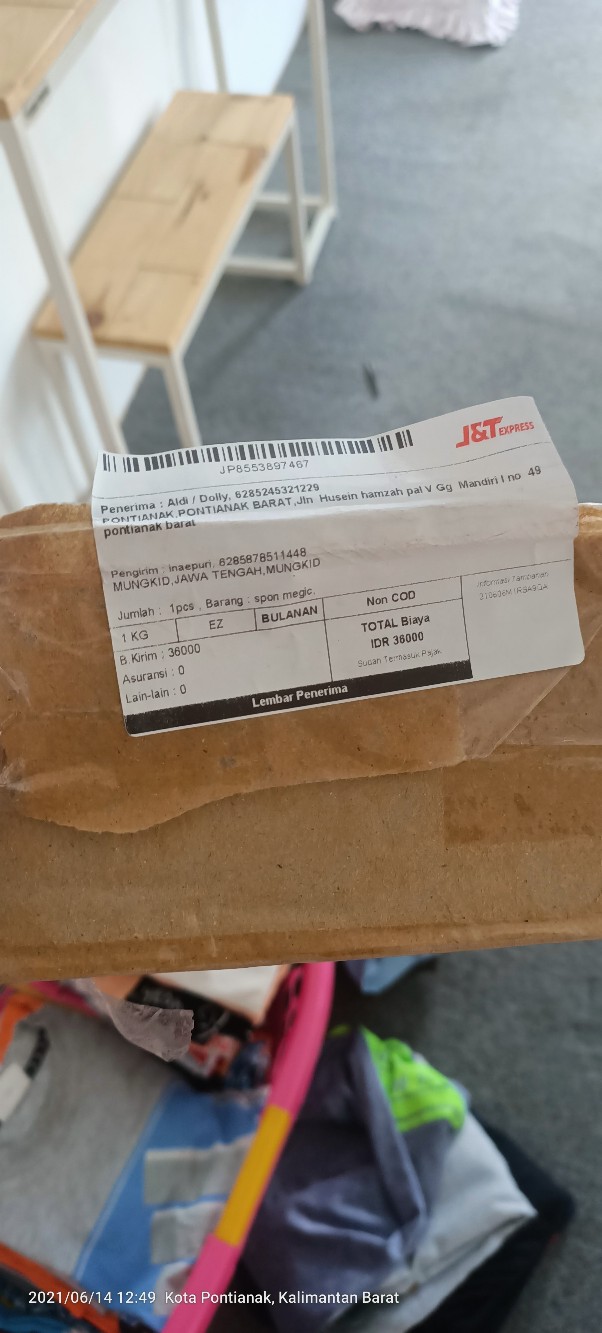 J&T EXPRESS
JP8553897467
Penerima : Aldi / Dolly, 6285245321229
PONTIANAK,PONTIANAK BARAT,Jln Husein hamzah pal V Gg Mandiri I no 49
pontianak barat
Pengirim : inaepuri, 6285878511448
MUNGKID,JAWA TENGAH,MUNGKID
Jumlah : 1pcs , Barang : spon megic.
1 KG EZ BULANAN Non COD
B.Kirim : 36000
Asuransi : 0
Lain-lain : 0
TOTAL Biaya
IDR 36000
Sudah Termasuk Pajak
Informasi Tambahan
Lembar Penerima
2021/06/14 12:49 Kota Pontianak, Kalimantan Barat